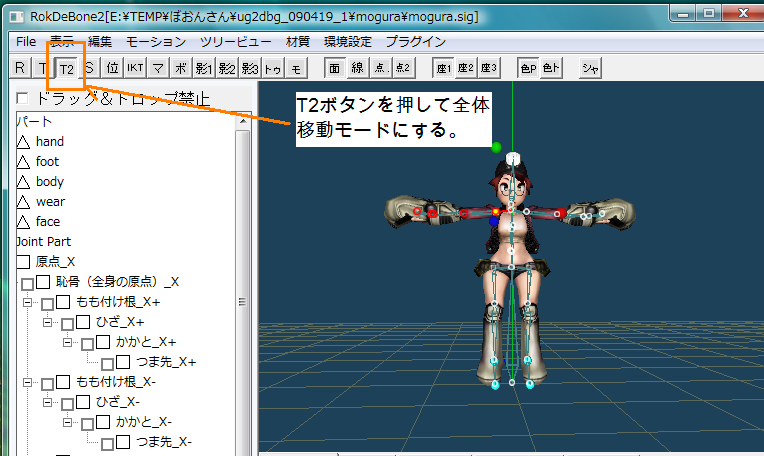 RokDeBone2[E:¥TEMP¥ぽおんさん¥ug2dbg_090419_1¥mogura¥mogura.sig]
File 表示 編集 モーション ツリービュー 材質 環境設定 プラグイン
R T T2 S 位 IKT マ ボ 影1 影2 影3 トゥ モ 面 線 点. 点2 座1 座2 座3 色P 色ト シャ
ドラッグ&ドロップ禁止
T2ボタンを押して全体
移動モードにする。
パート
hand
foot
body
wear
face
Joint Part
原点_X
恥骨（全身の原点）_X
もも付け根_X+
ひざ_X+
かかと_X+
つま先_X+
もも付け根_X-
ひざ_X-
かかと_X-
つま先_X-